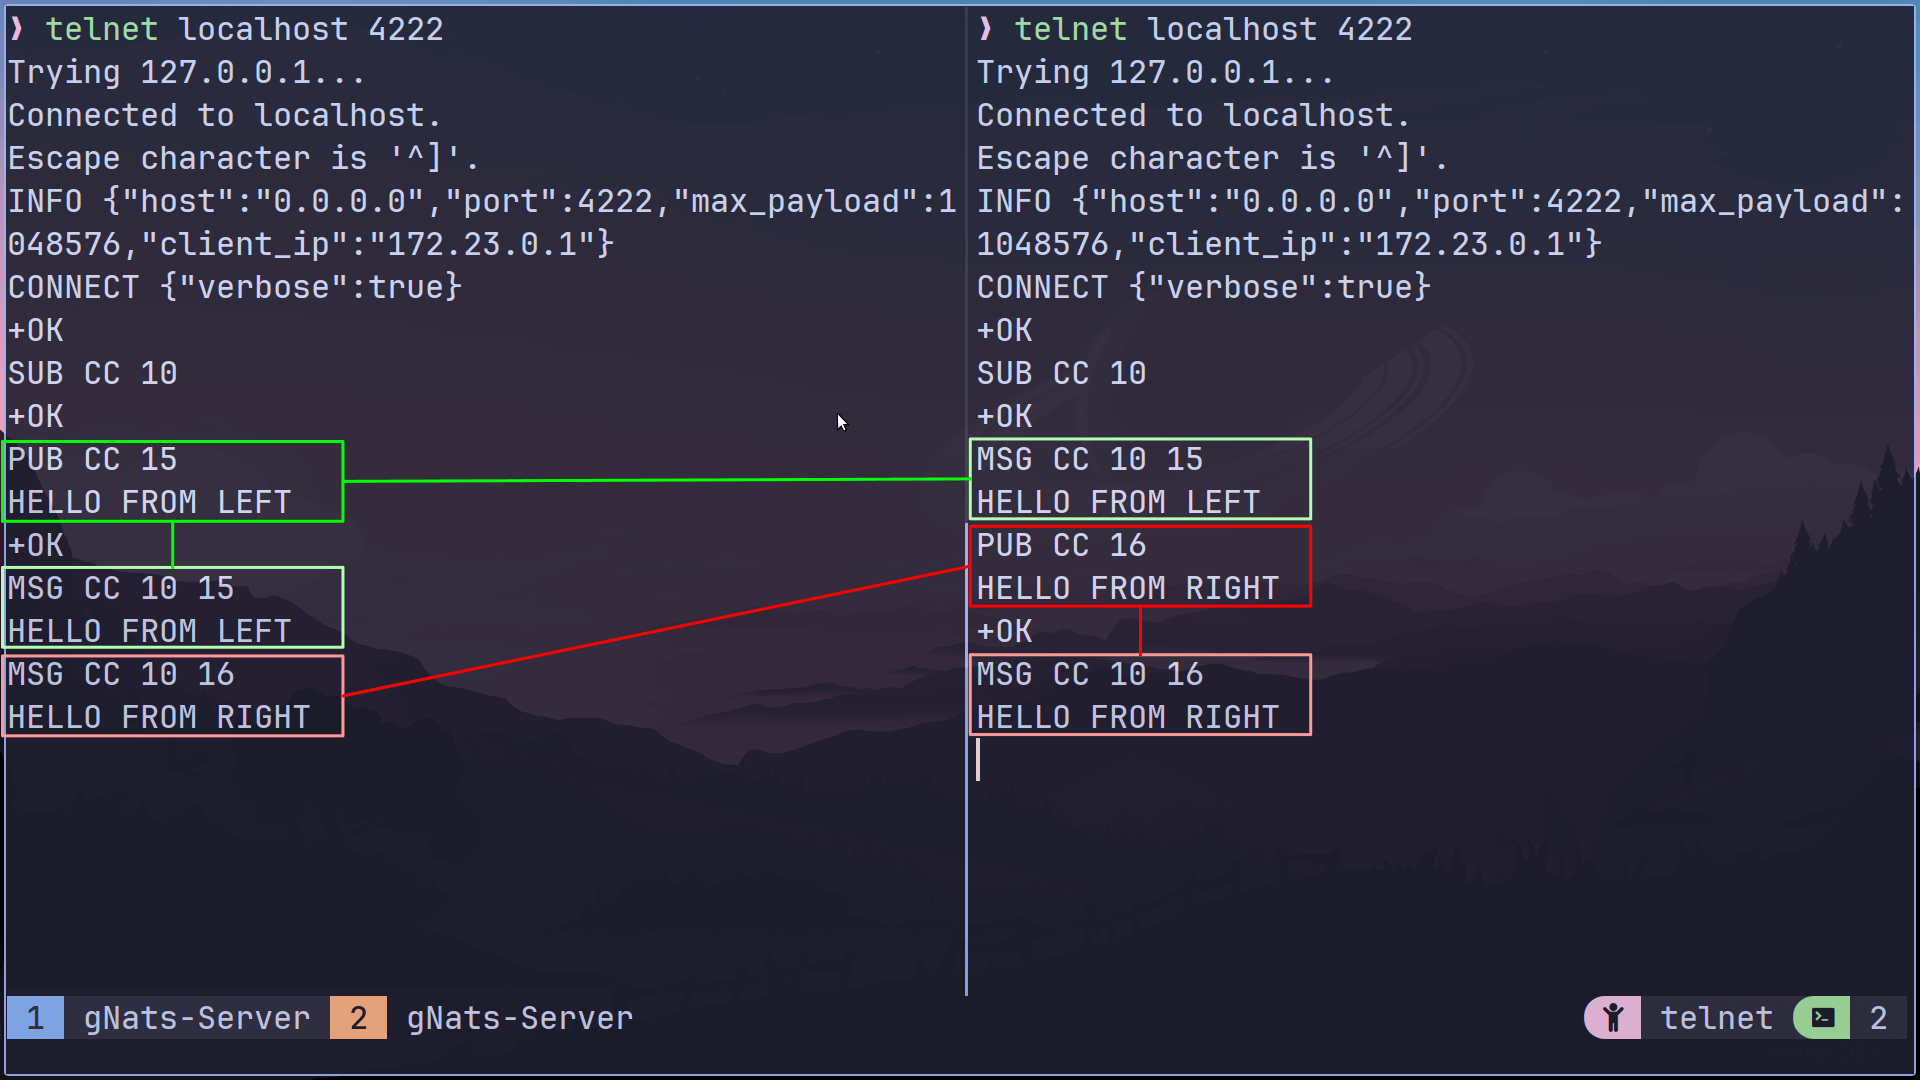 ❫ telnet localhost 4222
Trying 127.0.0.1...
Connected to localhost.
Escape character is '^]'.
INFO {"host":"0.0.0.0","port":4222,"max_payload":1
048576,"client_ip":"172.23.0.1"}
CONNECT {"verbose":true}
+OK
SUB CC 10
+OK
PUB CC 15
HELLO FROM LEFT
+OK
MSG CC 10 15
HELLO FROM LEFT
MSG CC 10 16
HELLO FROM RIGHT
❫ telnet localhost 4222
Trying 127.0.0.1...
Connected to localhost.
Escape character is '^]'.
INFO {"host":"0.0.0.0","port":4222,"max_payload":
1048576,"client_ip":"172.23.0.1"}
CONNECT {"verbose":true}
+OK
SUB CC 10
+OK
MSG CC 10 15
HELLO FROM LEFT
PUB CC 16
HELLO FROM RIGHT
+OK
MSG CC 10 16
HELLO FROM RIGHT
1 gNats-Server 2 gNats-Server telnet 2